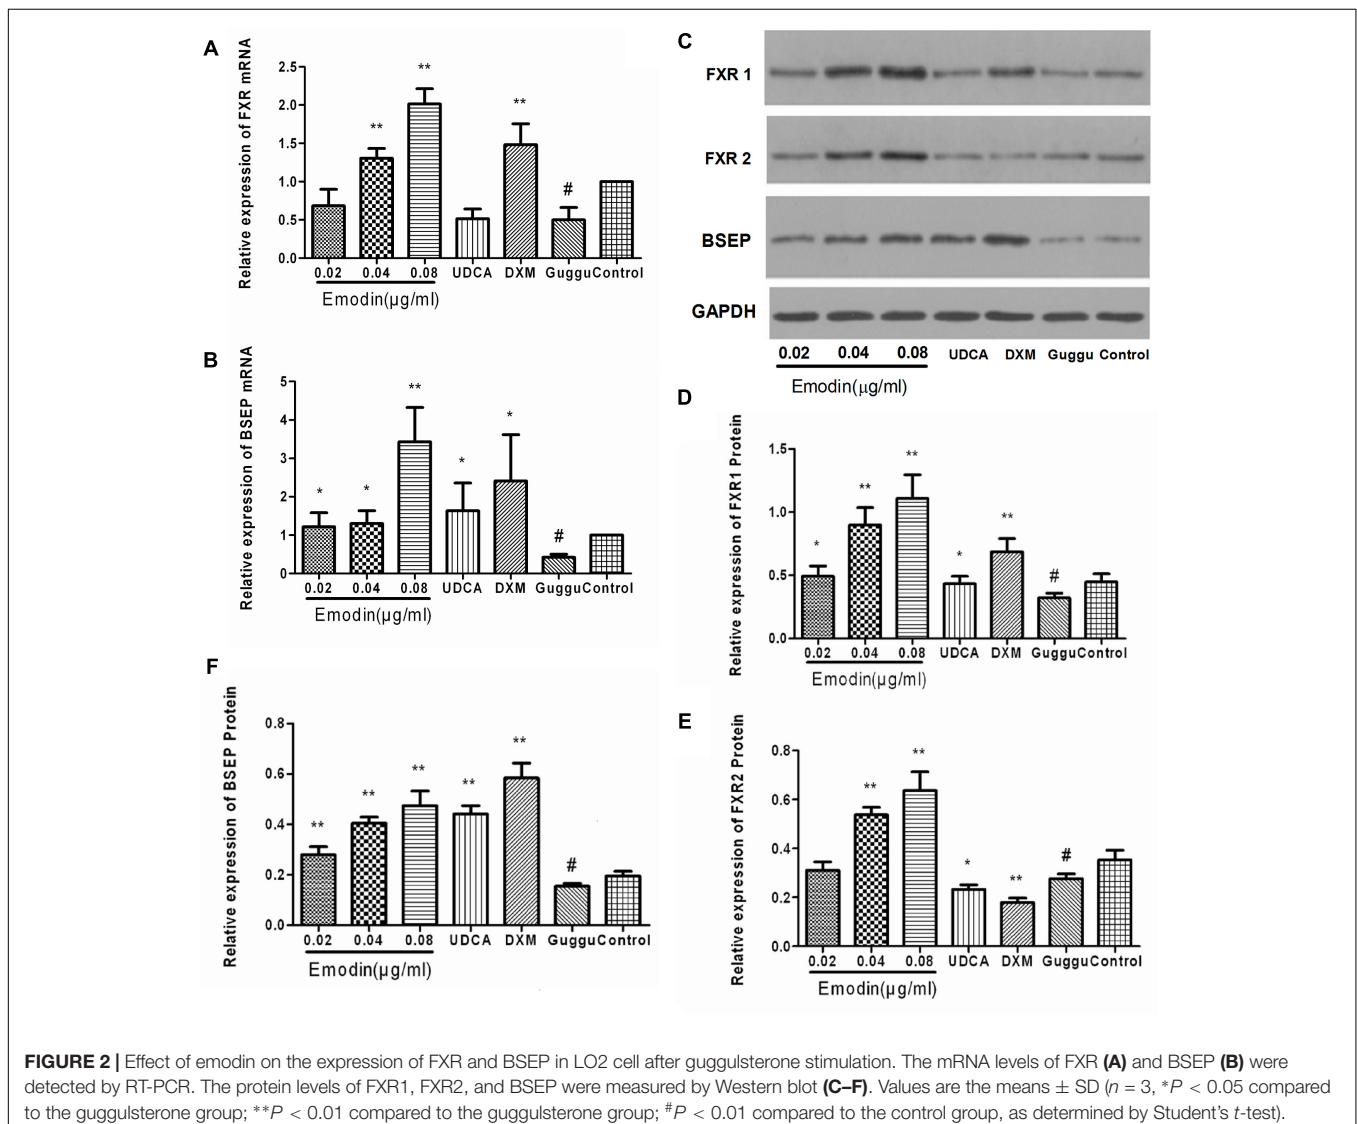 A
Relative expression of FXR mRNA
2.5
2.0
1.5
1.0
0.5
0.0
**
**
**
#
0.02 0.04 0.08 UDCA DXM Guggu Control
Emodin(μg/ml)
B
Relative expression of BSEP mRNA
5
4
3
2
1
0
*
*
**
*
*
#
0.02 0.04 0.08 UDCA DXM Guggu Control
Emodin(μg/ml)
F
Relative expression of BSEP Protein
0.8
0.6
0.4
0.2
0.0
**
**
**
**
**
#
0.02 0.04 0.08 UDCA DXM Guggu Control
Emodin(μg/ml)
C
FXR 1
FXR 2
BSEP
GAPDH
0.02 0.04 0.08 UDCA DXM Guggu Control
Emodin(μg/ml)
D
Relative expression of FXR1 Protein
1.5
1.0
0.5
0.0
*
**
**
*
**
#
0.02 0.04 0.08 UDCA DXM Guggu Control
Emodin(μg/ml)
E
Relative expression of FXR2 Protein
0.8
0.6
0.4
0.2
0.0
**
**
*
**
#
0.02 0.04 0.08 UDCA DXM Guggu Control
Emodin(μg/ml)
FIGURE 2 | Effect of emodin on the expression of FXR and BSEP in LO2 cell after guggulsterone stimulation. The mRNA levels of FXR (A) and BSEP (B) were
detected by RT-PCR. The protein levels of FXR1, FXR2, and BSEP were measured by Western blot (C–F). Values are the means ± SD (n = 3, *P < 0.05 compared
to the guggulsterone group; **P < 0.01 compared to the guggulsterone group; #P < 0.01 compared to the control group, as determined by Student's t-test).